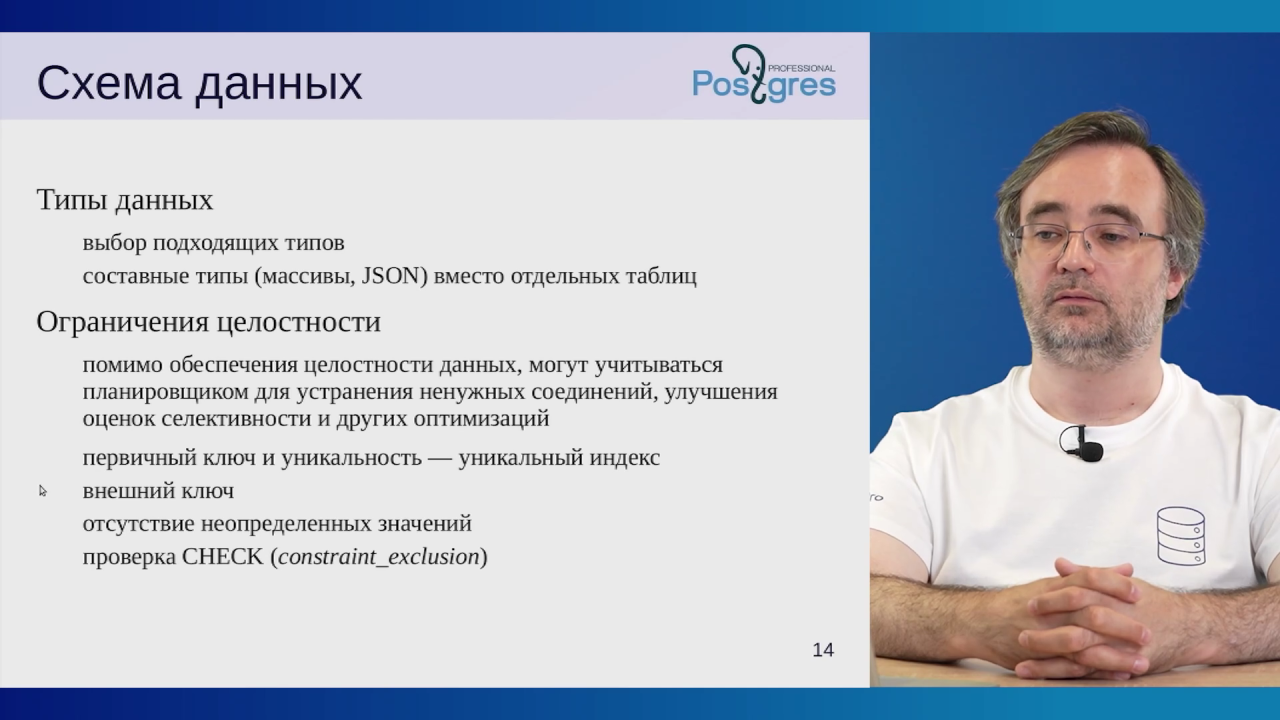 Схема данных
PROFESSIONAL
Postgres
Типы данных
выбор подходящих типов
составные типы (массивы, JSON) вместо отдельных таблиц
Ограничения целостности
помимо обеспечения целостности данных, могут учитываться
планировщиком для устранения ненужных соединений, улучшения
оценок селективности и других оптимизаций
первичный ключ и уникальность — уникальный индекс
внешний ключ
отсутствие неопределенных значений
проверка CHECK (constraint_exclusion)
14